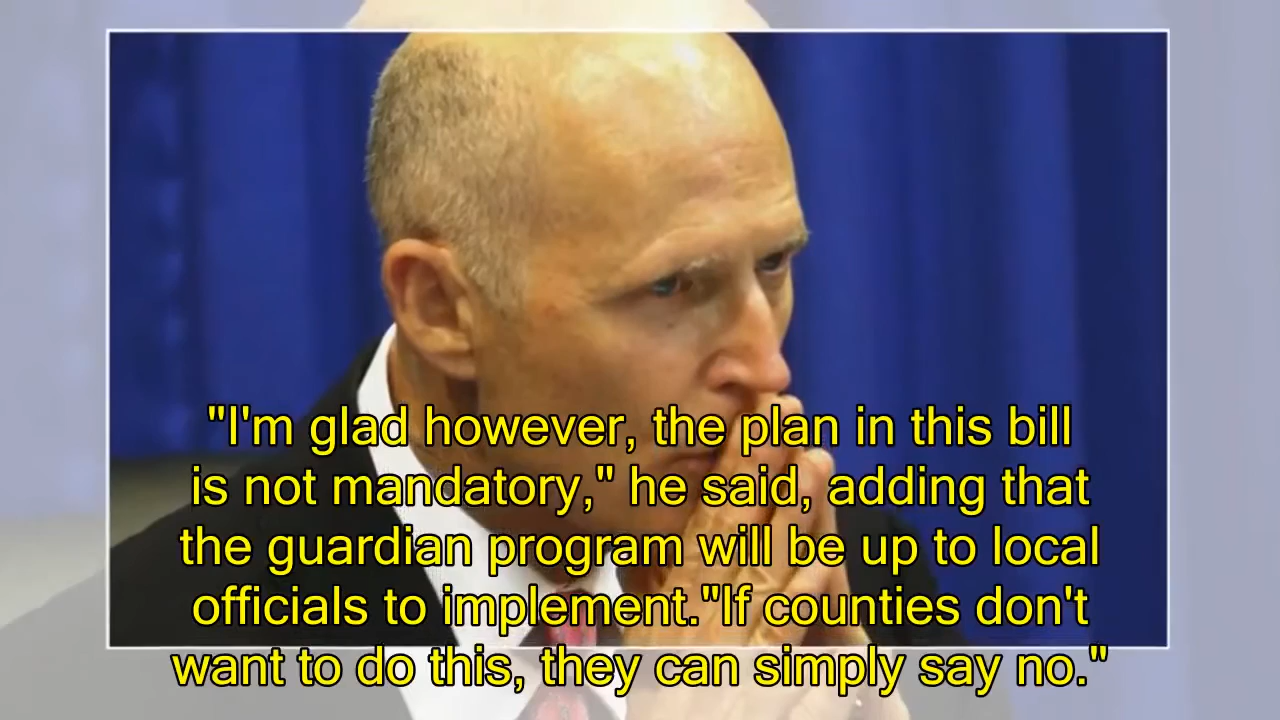 "I'm glad however, the plan in this bill
is not mandatory," he said, adding that
the guardian program will be up to local
officials to implement."If counties don't
want to do this, they can simply say no."